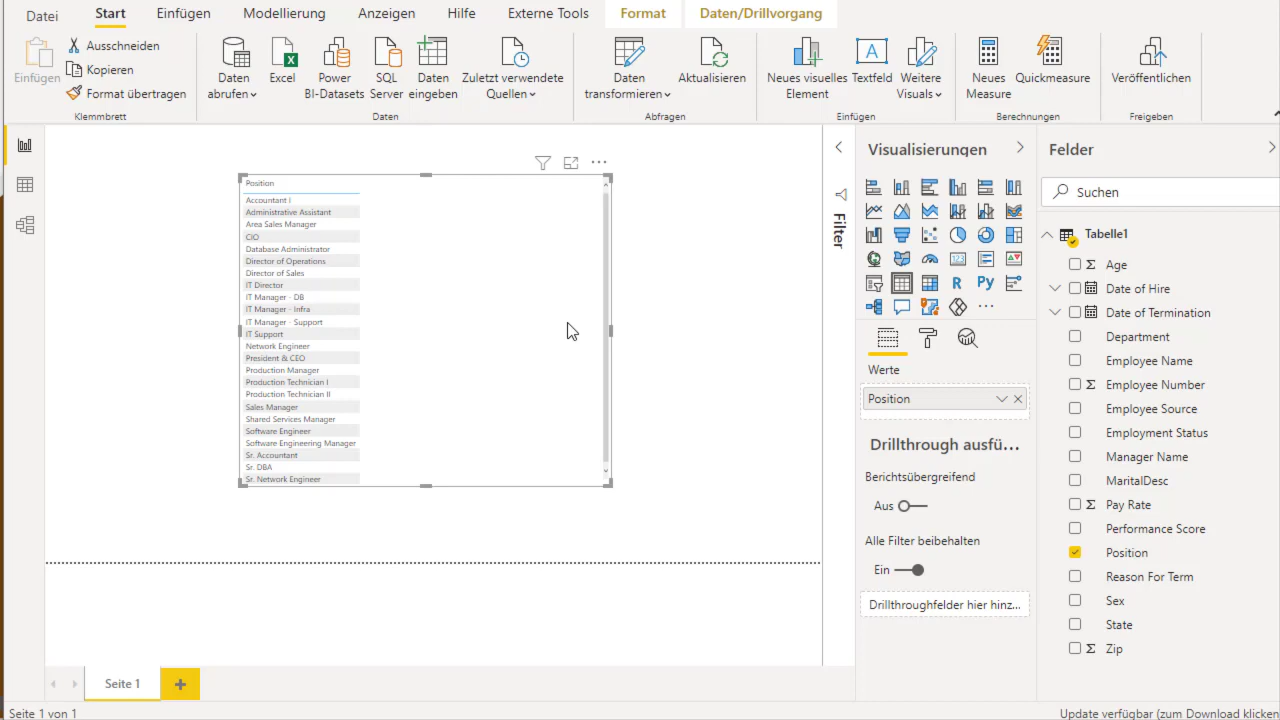 Datei
Start
Einfügen
Modellierung
Anzeigen
Hilfe
Externe Tools
Format
Daten/Drillvorgang
Einfügen
Ausschneiden
Kopieren
Format übertragen
Klemmbrett
Daten
abrufen
Excel
Power
BI-Datasets
SQL
Server
Daten
eingeben
Zuletzt verwendete
Quellen
Daten
Daten
transformieren
Aktualisieren
Abfragen
Neues visuelles
Element
Textfeld
Weitere
Visuals
Einfügen
Neues
Measure
Quickmeasure
Berechnungen
Veröffentlichen
Freigeben
Position
Accountant I
Administrative Assistant
Area Sales Manager
CIO
Database Administrator
Director of Operations
Director of Sales
IT Director
IT Manager - DB
IT Manager - Infra
IT Manager - Support
IT Support
Network Engineer
President & CEO
Production Manager
Production Technician I
Production Technician II
Sales Manager
Shared Services Manager
Software Engineer
Software Engineering Manager
Sr. Accountant
Sr. DBA
Sr. Network Engineer
Filter
Visualisierungen
123
R
Py
Werte
Position
Drillthrough ausfü...
Berichtsübergreifend
Aus
Alle Filter beibehalten
Ein
Drillthroughfelder hier hinz...
Felder
Suchen
Tabelle1
Age
Date of Hire
Date of Termination
Department
Employee Name
Employee Number
Employee Source
Employment Status
Manager Name
MaritalDesc
Pay Rate
Performance Score
Position
Reason For Term
Sex
State
Zip
Seite 1
Seite 1 von 1
Update verfügbar (zum Download klicken